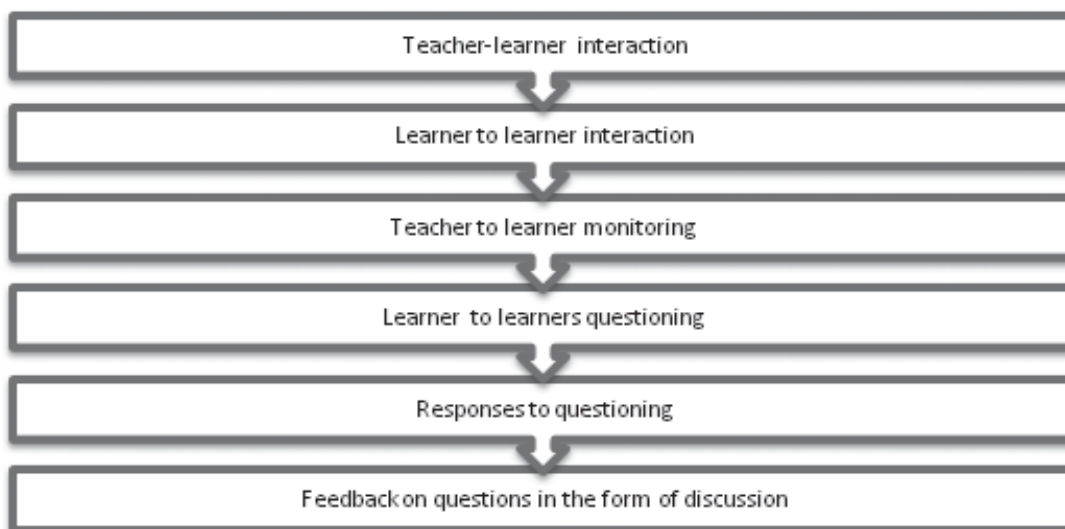 Teacher-learner interaction
Learner to learner interaction
Teacher to learner monitoring
Learner to learners questioning
Responses to questioning
Feedback on questions in the form of discussion